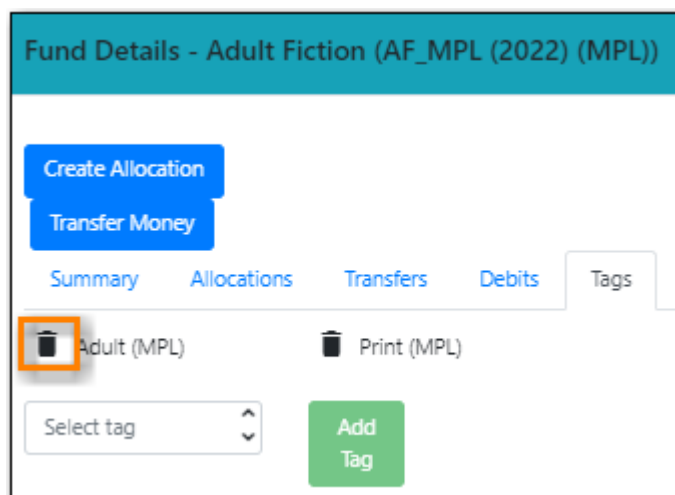 Fund Details - Adult Fiction (AF_MPL (2022) (MPL))
Create Allocation
Transfer Money
Summary Allocations Transfers Debits Tags
Adult (MPL) Print (MPL)
Select tag
Add
Tag